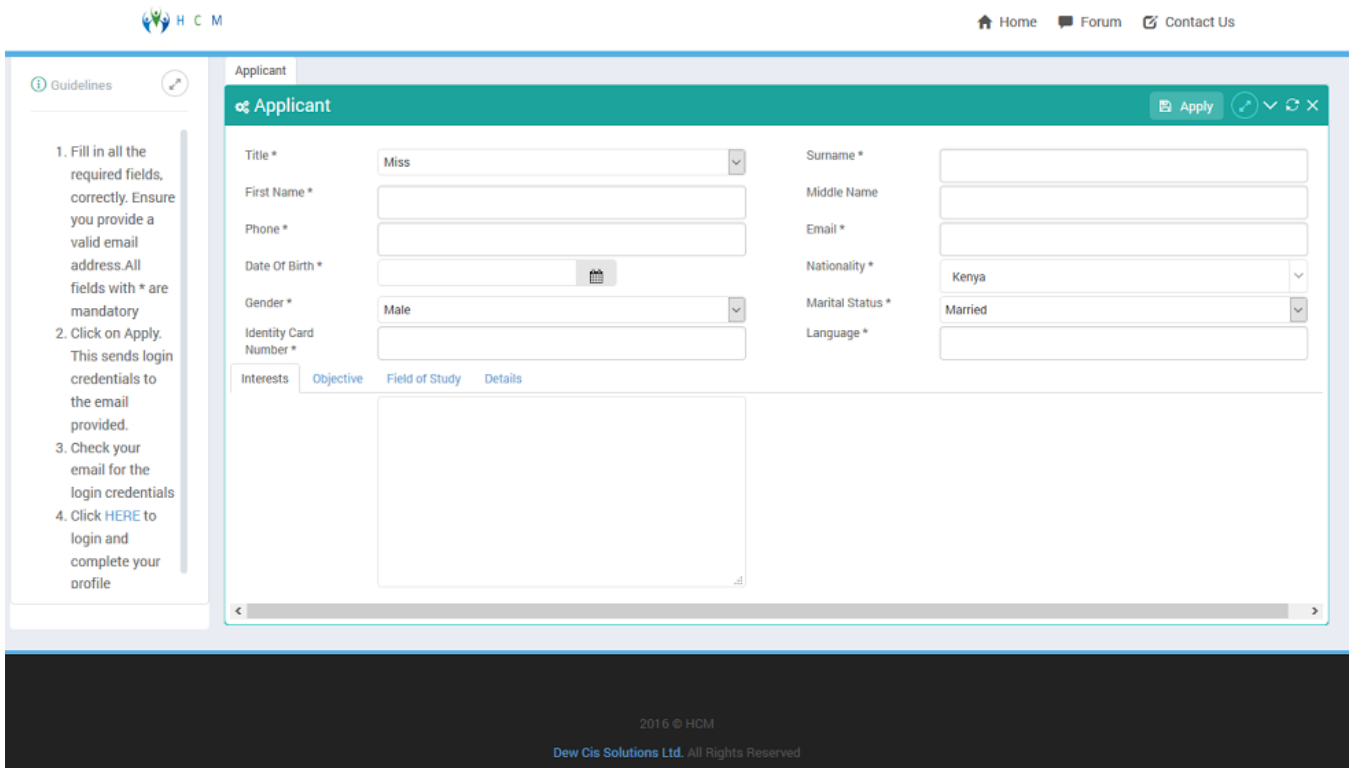 H C M
Home Forum Contact Us
Guidelines
1. Fill in all the
required fields,
correctly. Ensure
you provide a
valid email
address.All
fields with * are
mandatory
2. Click on Apply.
This sends login
credentials to
the email
provided.
3. Check your
email for the
login credentials
4. Click HERE to
login and
complete your
profile
Applicant
Applicant
Apply
Title * Miss Surname *
First Name * Middle Name
Phone * Email *
Date Of Birth * Nationality * Kenya
Gender * Male Marital Status * Married
Identity Card
Number *
Language *
Interests Objective Field of Study Details
2016 © HCM
Dew Cis Solutions Ltd. All Rights Reserved